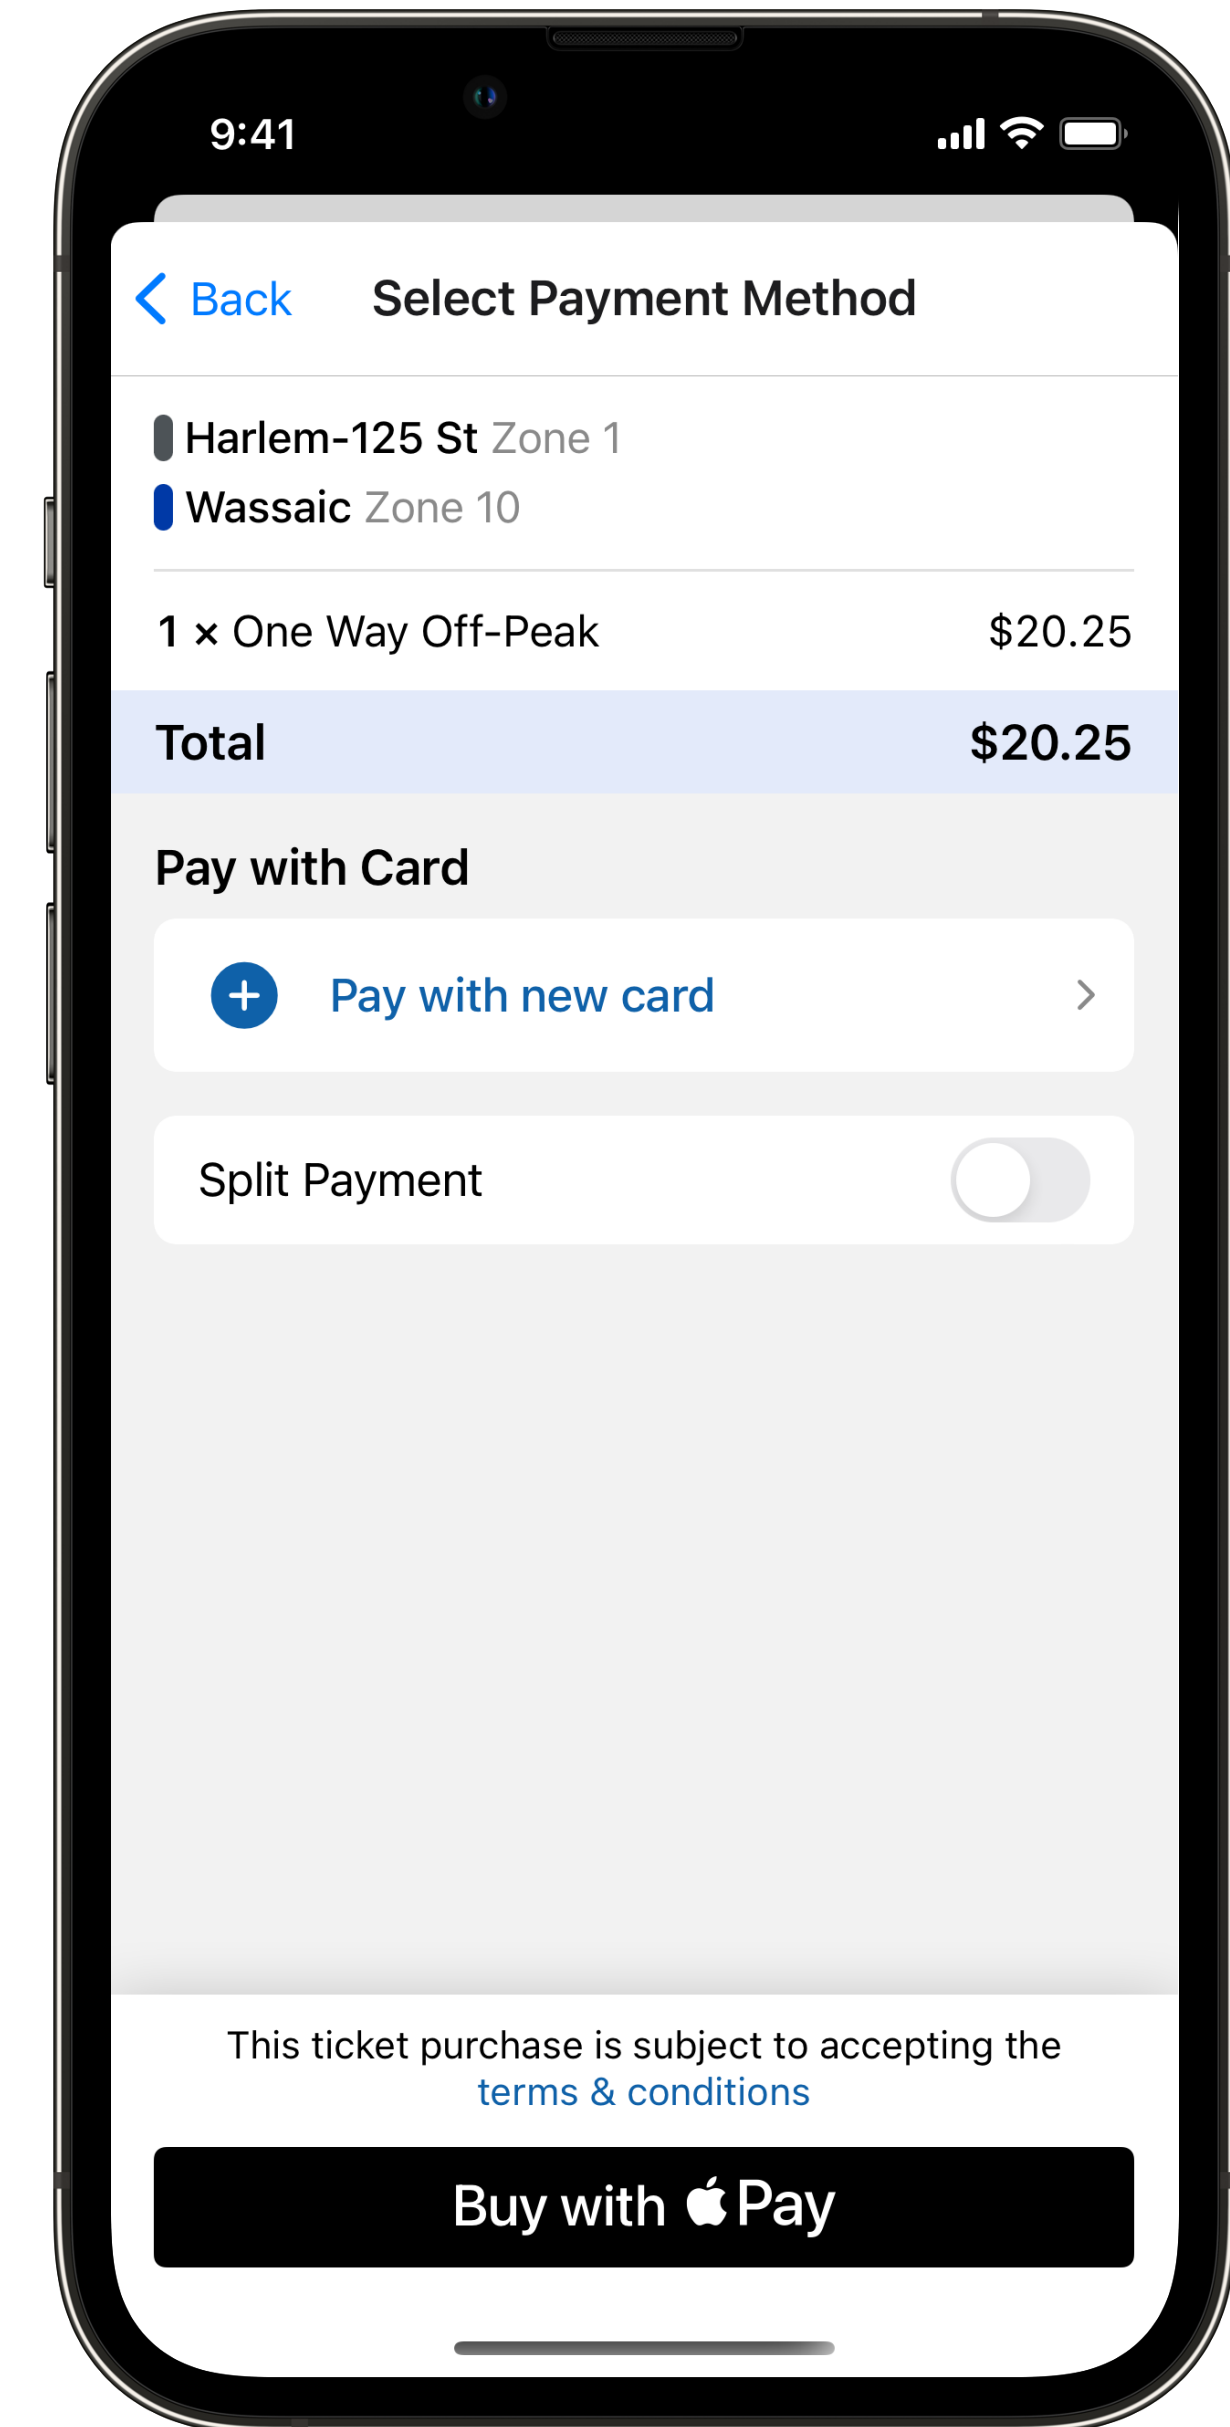 9:41
Back Select Payment Method
Harlem-125 St Zone 1
Wassaic Zone 10
1 × One Way Off-Peak $20.25
Total $20.25
Pay with Card
Pay with new card
Split Payment
This ticket purchase is subject to accepting the
terms & conditions
Buy with Pay